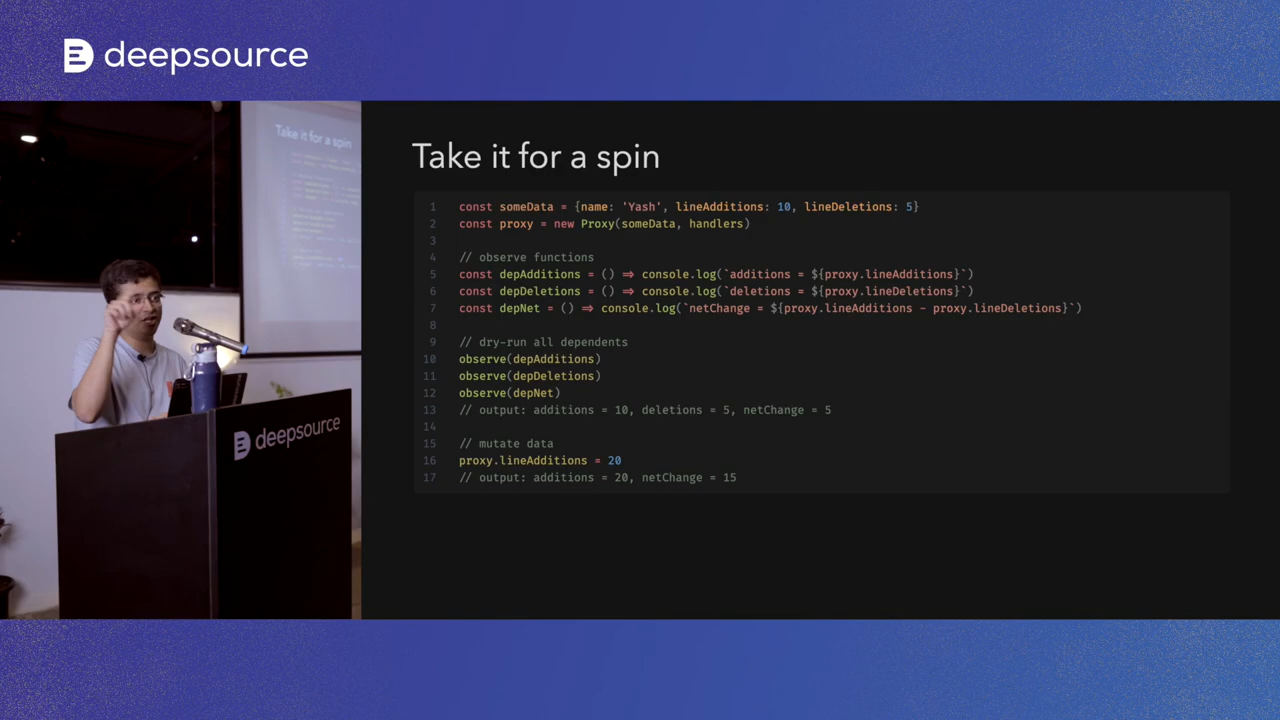 deepsource
Take it for a spin
Take it for a spin
1 const someData = {name: 'Yash', lineAdditions: 10, lineDeletions: 5}
2 const proxy = new Proxy(someData, handlers)
3
4 // observe functions
5 const depAdditions = () ⇒ console.log(`additions = ${proxy.lineAdditions}`)
6 const depDeletions = () ⇒ console.log(`deletions = ${proxy.lineDeletions}`)
7 const depNet = () ⇒ console.log(`netChange = ${proxy.lineAdditions - proxy.lineDeletions}`)
8
9 // dry-run all dependents
10 observe(depAdditions)
11 observe(depDeletions)
12 observe(depNet)
13 // output: additions = 10, deletions = 5, netChange = 5
14
15 // mutate data
16 proxy.lineAdditions = 20
17 // output: additions = 20, netChange = 15
deepsource